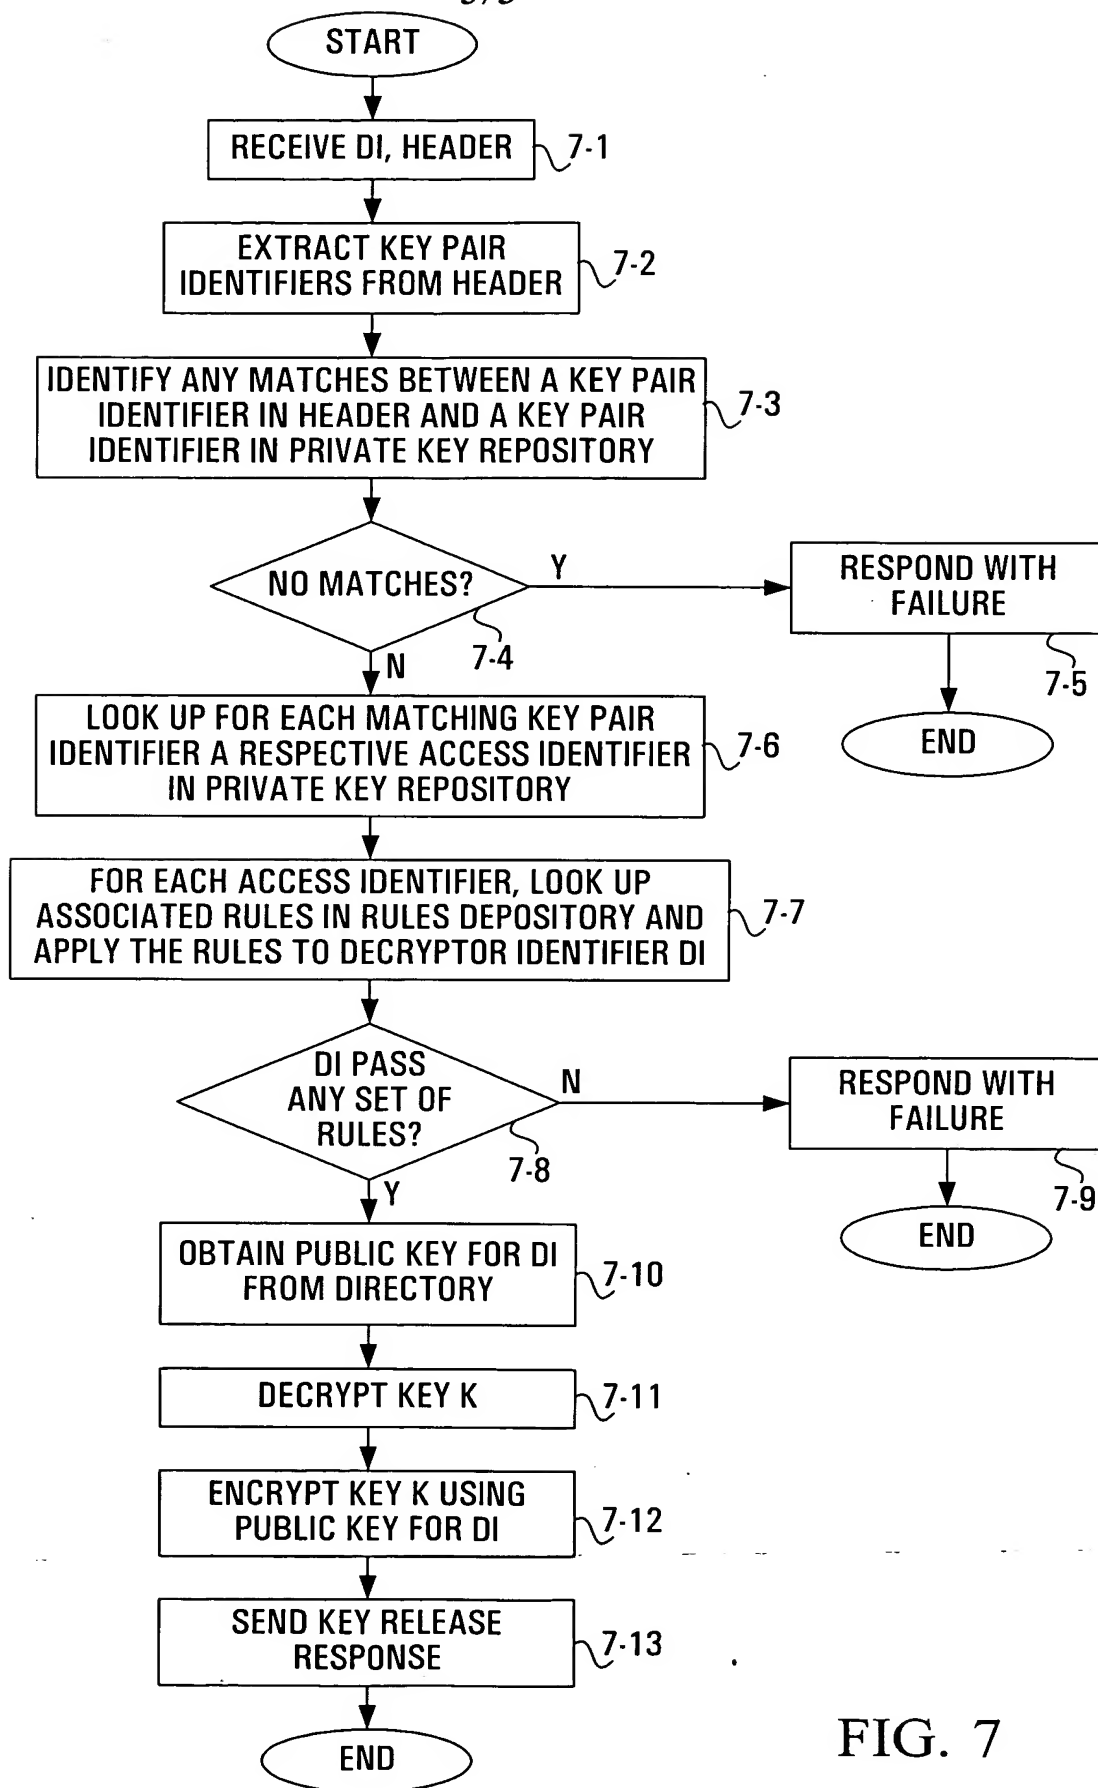 START
RECEIVE DI, HEADER
7-1
EXTRACT KEY PAIR
IDENTIFIERS FROM HEADER
7-2
IDENTIFY ANY MATCHES BETWEEN A KEY PAIR
IDENTIFIER IN HEADER AND A KEY PAIR
IDENTIFIER IN PRIVATE KEY REPOSITORY
7-3
NO MATCHES?
Y
7-4
N
RESPOND WITH
FAILURE
7-5
END
LOOK UP FOR EACH MATCHING KEY PAIR
IDENTIFIER A RESPECTIVE ACCESS IDENTIFIER
IN PRIVATE KEY REPOSITORY
7-6
FOR EACH ACCESS IDENTIFIER, LOOK UP
ASSOCIATED RULES IN RULES DEPOSITORY AND
APPLY THE RULES TO DECRYPTOR IDENTIFIER DI
7-7
DI PASS
ANY SET OF
RULES?
N
7-8
Y
RESPOND WITH
FAILURE
7-9
END
OBTAIN PUBLIC KEY FOR DI
FROM DIRECTORY
7-10
DECRYPT KEY K
7-11
ENCRYPT KEY K USING
PUBLIC KEY FOR DI
7-12
SEND KEY RELEASE
RESPONSE
7-13
END
FIG. 7